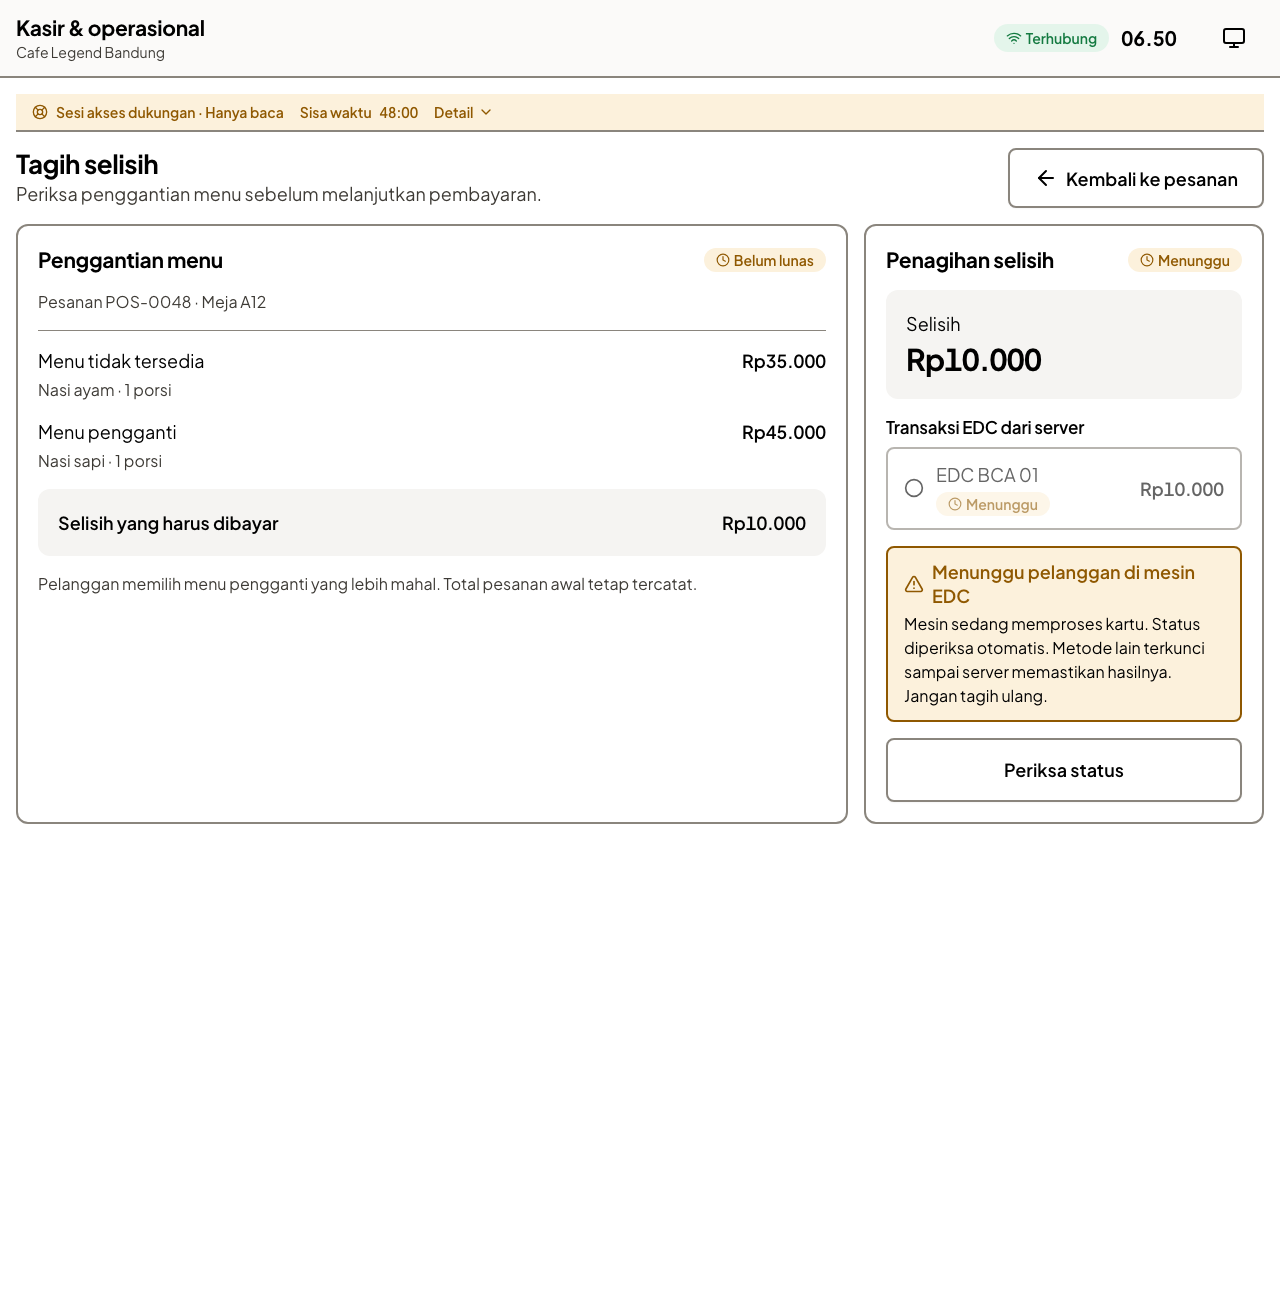 Kasir & operasional
Cafe Legend Bandung
Terhubung
06.50
Sesi akses dukungan · Hanya baca Sisa waktu 48:00 Detail
Tagih selisih
Periksa penggantian menu sebelum melanjutkan pembayaran.
Kembali ke pesanan
Penggantian menu
Belum lunas
Pesanan POS-0048 · Meja A12
Menu tidak tersedia
Rp35.000
Nasi ayam · 1 porsi
Menu pengganti
Rp45.000
Nasi sapi · 1 porsi
Selisih yang harus dibayar
Rp10.000
Pelanggan memilih menu pengganti yang lebih mahal. Total pesanan awal tetap tercatat.
Penagihan selisih
Menunggu
Selisih
Rp10.000
Transaksi EDC dari server
EDC BCA 01
Menunggu
Rp10.000
Menunggu pelanggan di mesin
EDC
Mesin sedang memproses kartu. Status
diperiksa otomatis. Metode lain terkunci
sampai server memastikan hasilnya.
Jangan tagih ulang.
Periksa status